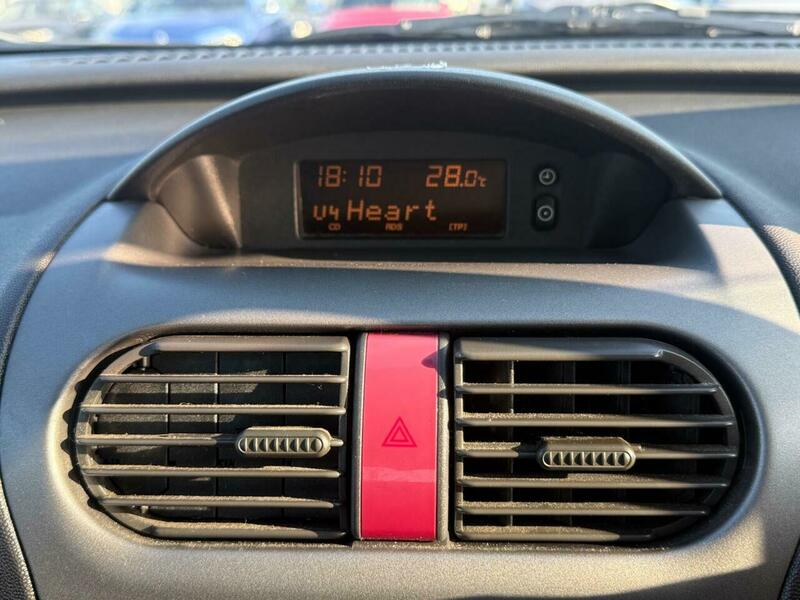 18:10 28.0°C
v4 Heart
CD RDS [TP]